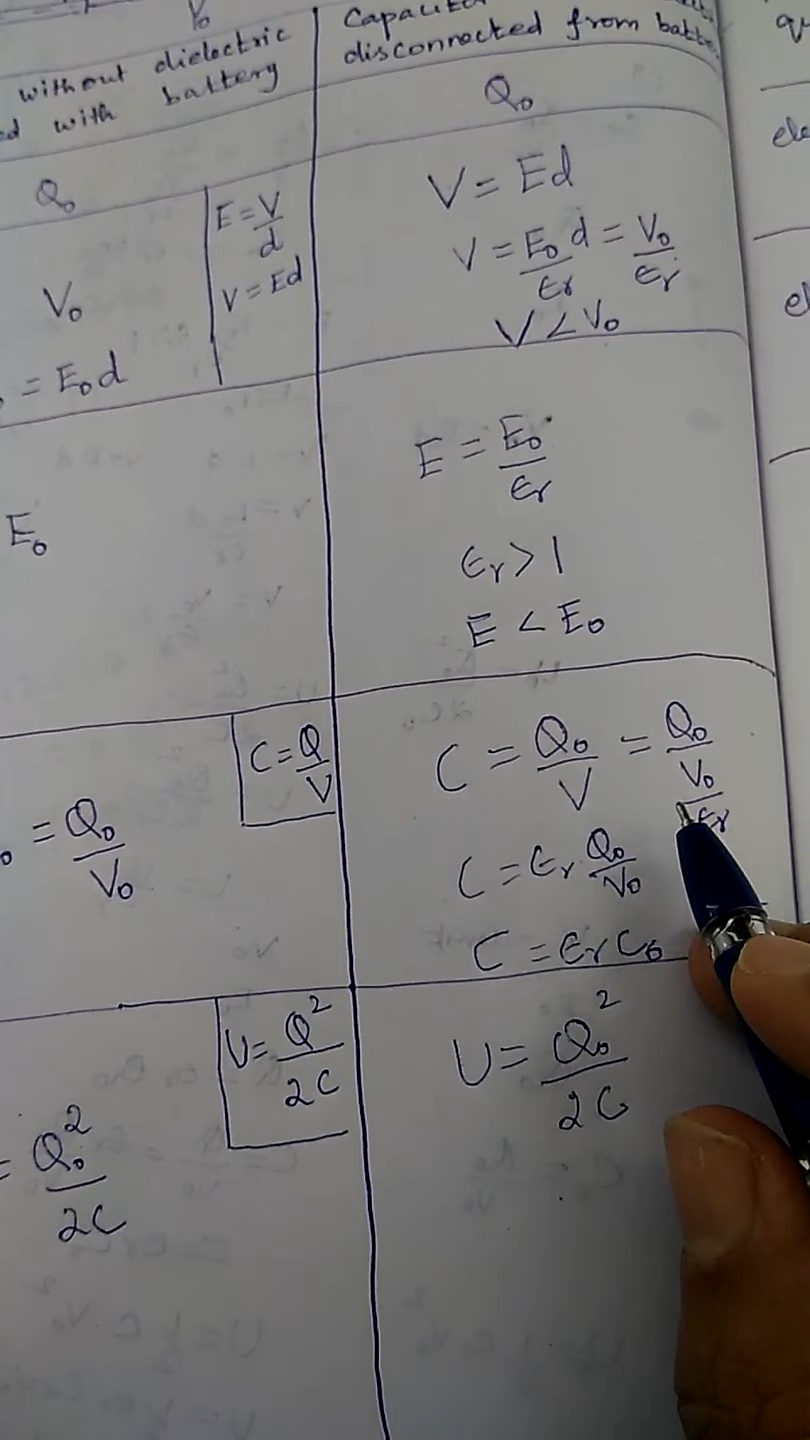 V₀
without dielectric
with battery
Q₀
V₀
= E₀d
E = V/d
V = Ed
E₀
C = Q/V
₀ = Q₀/V₀
U = Q²/2C
= Q₀²/2C
disconnected from
Q₀
V = Ed
V = E₀/εr d = V₀/εr
V < V₀
E = E₀/εr
εr > 1
E < E₀
C = Q₀/V = Q₀/(V₀/εr)
C = εr Q₀/V₀
C = εr C₀
U = Q₀²/2C